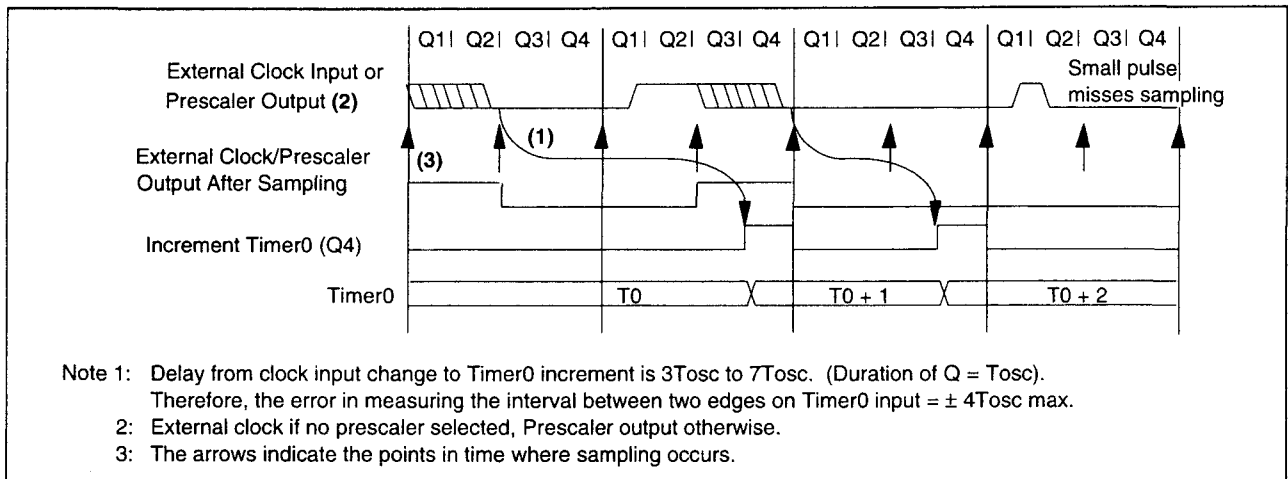 Q1| Q2| Q3| Q4 | Q1| Q2| Q3| Q4 | Q1| Q2| Q3| Q4 | Q1| Q2| Q3| Q4
External Clock Input or
Prescaler Output (2)
Small pulse
misses sampling
(1)
(3)
External Clock/Prescaler
Output After Sampling
Increment Timer0 (Q4)
Timer0
T0
T0 + 1
T0 + 2
Note 1: Delay from clock input change to Timer0 increment is 3Tosc to 7Tosc. (Duration of Q = Tosc).
Therefore, the error in measuring the interval between two edges on Timer0 input = ± 4Tosc max.
2: External clock if no prescaler selected, Prescaler output otherwise.
3: The arrows indicate the points in time where sampling occurs.